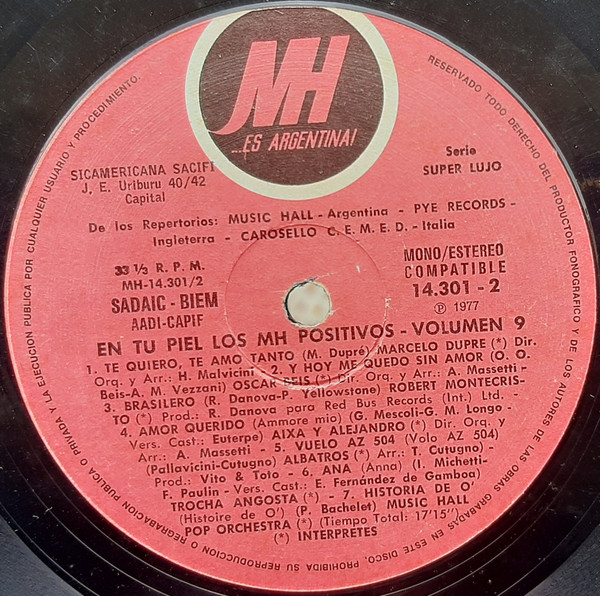 MH
...ES ARGENTINA!
SICAMERICANA SACIFI
J. E. Uriburu 40/42
Capital
Serie
SUPER LUJO
De los Repertorios: MUSIC HALL - Argentina - PYE RECORDS -
Ingleterra - CAROSELLO C. E. M. E. D. - Italia
33 1/3 R. P. M.
MH-14.301/2
SADAIC - BIEM
AADI-CAPIF
MONO/ESTEREO
COMPATIBLE
14.301 - 2
℗ 1977
EN TU PIEL LOS MH POSITIVOS - VOLUMEN 9
1. TE QUIERO, TE AMO TANTO (M. Dupré) MARCELO DUPRE (*) Dir.
Orq. y Arr.: H. Malvicini - 2. Y HOY ME QUEDO SIN AMOR (O. O.
Beis-A. M. Vezzani) OSCAR BEIS (*) Dir. Orq. y Arr.: A. Massetti -
3. BRASILERO (R. Danova-P. Yellowstone) ROBERT MONTECRIS-
TO (*) Prod.: R. Danova para Red Bus Records (Int.) Ltd. -
4. AMOR QUERIDO (Ammore mio) (G. Mescoli-G. M. Longo -
Vers. Cast.: Euterpe) AIXA Y ALEJANDRO (*) Dir. Orq. y
Arr.: A. Massetti - 5. VUELO AZ 504 (Volo AZ 504)
(Pallavicini-Cutugno) ALBATROS (*) Arr.: T. Cutugno -
Prod.: Vito & Toto - 6. ANA (Anna) (I. Michetti-
F. Paulin - Vers. Cast.: E. Fernández de Gamboa)
TROCHA ANGOSTA (*) - 7. HISTORIA DE O'
(Histoire de O') (P. Bachelet) MUSIC HALL
POP ORCHESTRA (*) (Tiempo Total: 17'15")
(*) INTERPRETES
RESERVADO TODO DERECHO DEL PRODUCTOR FONOGRAFICO Y DE LOS AUTORES DE LAS OBRAS GRABADAS EN ESTE DISCO. PROHIBIDA SU REPRODUCCION O REGRABACION PUBLICA O PRIVADA Y LA EJECUCION PUBLICA POR CUALQUIER USUARIO Y PROCEDIMIENTO.